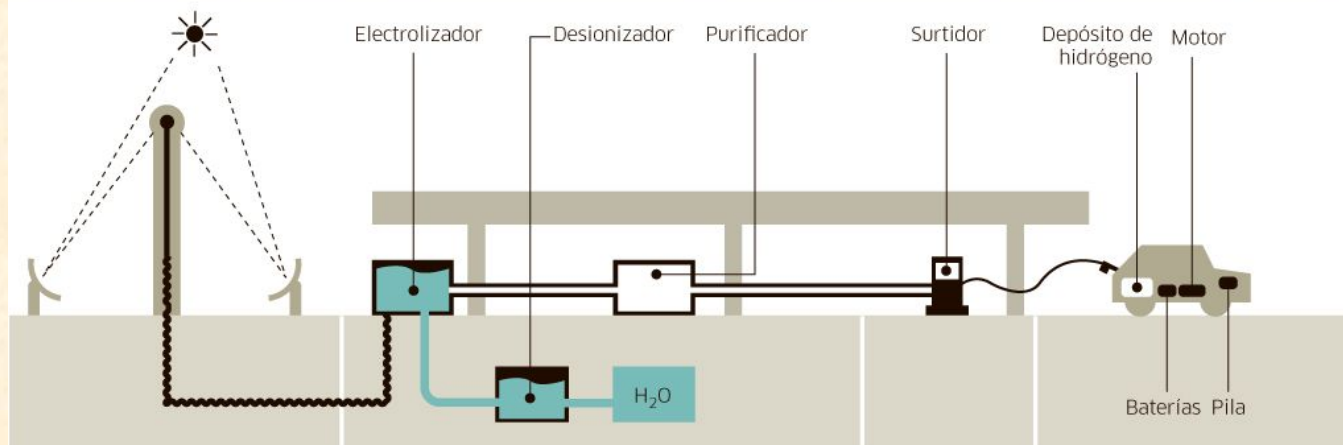 Electrolizador
Desionizador
Purificador
Surtidor
Depósito de
hidrógeno
Motor
H₂O
Baterías
Pila